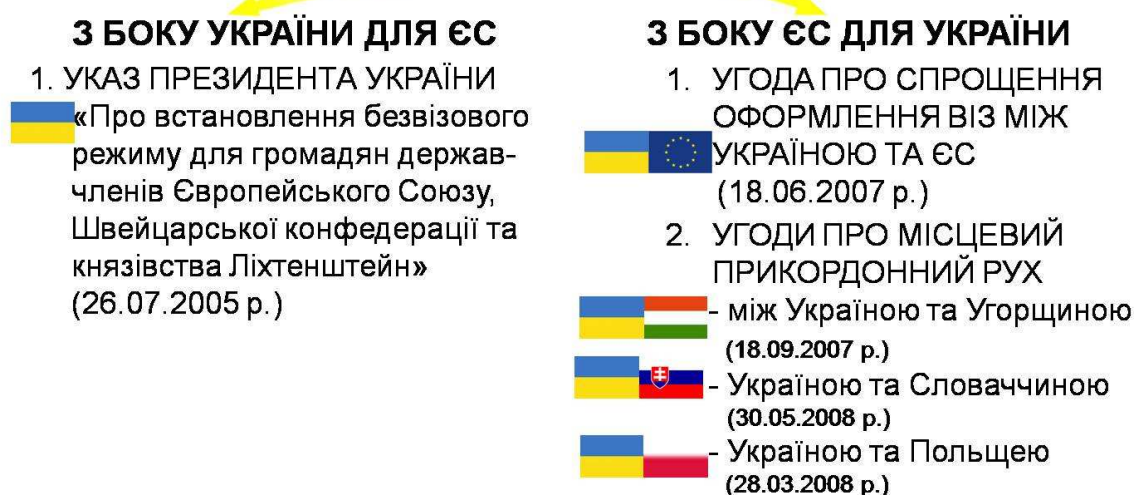 З БОКУ УКРАЇНИ ДЛЯ ЄС
1. УКАЗ ПРЕЗИДЕНТА УКРАЇНИ
«Про встановлення безвізового
режиму для громадян держав-
членів Європейського Союзу,
Швейцарської конфедерації та
князівства Ліхтенштейн»
(26.07.2005 р.)
З БОКУ ЄС ДЛЯ УКРАЇНИ
1. УГОДА ПРО СПРОЩЕННЯ
ОФОРМЛЕННЯ ВІЗ МІЖ
УКРАЇНОЮ ТА ЄС
(18.06.2007 р.)
2. УГОДИ ПРО МІСЦЕВИЙ
ПРИКОРДОННИЙ РУХ
- між Україною та Угорщиною
(18.09.2007 р.)
- Україною та Словаччиною
(30.05.2008 р.)
- Україною та Польщею
(28.03.2008 р.)